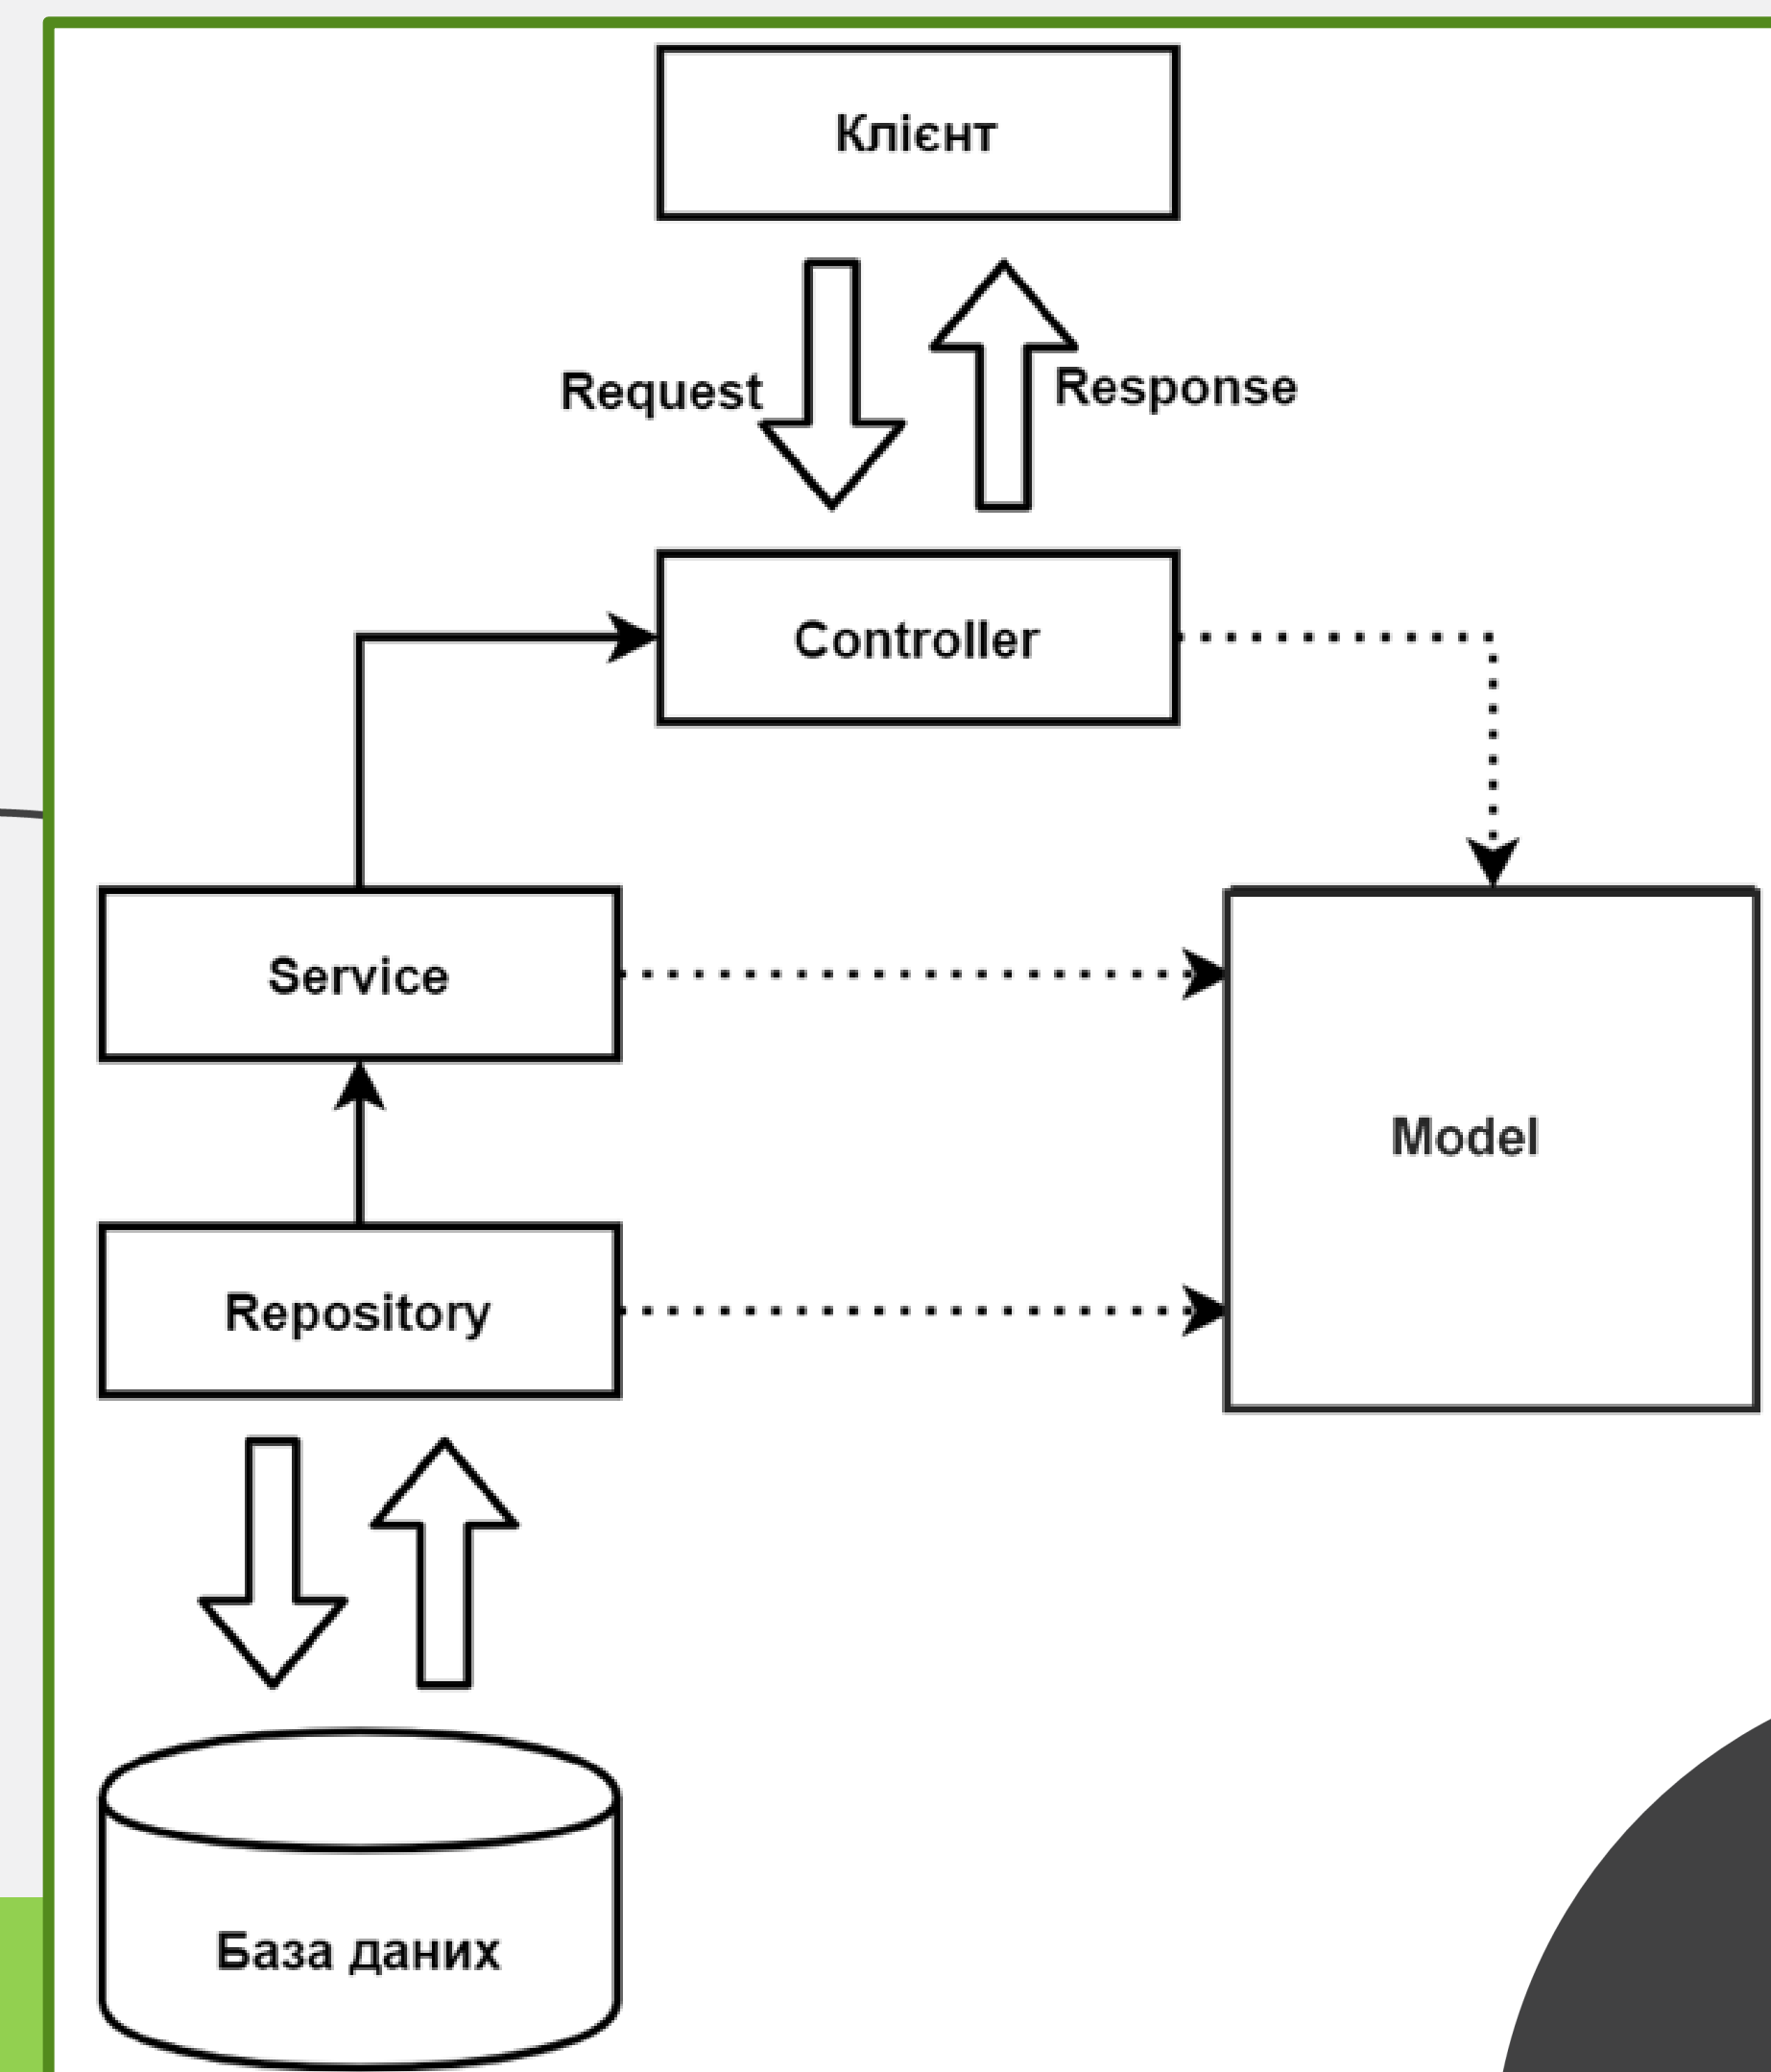 Клієнт
Request
Response
Controller
Service
Model
Repository
База даних